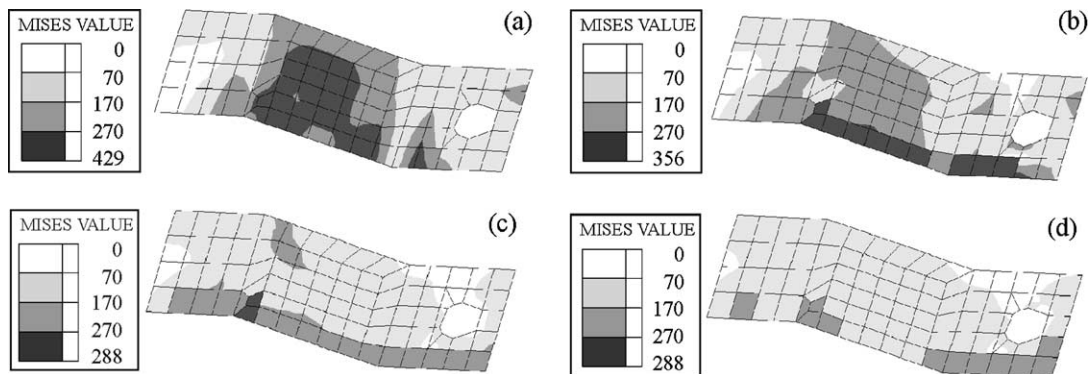 MISES VALUE
0
70
170
270
429
(a)
MISES VALUE
0
70
170
270
356
(b)
MISES VALUE
0
70
170
270
288
(c)
MISES VALUE
0
70
170
270
288
(d)